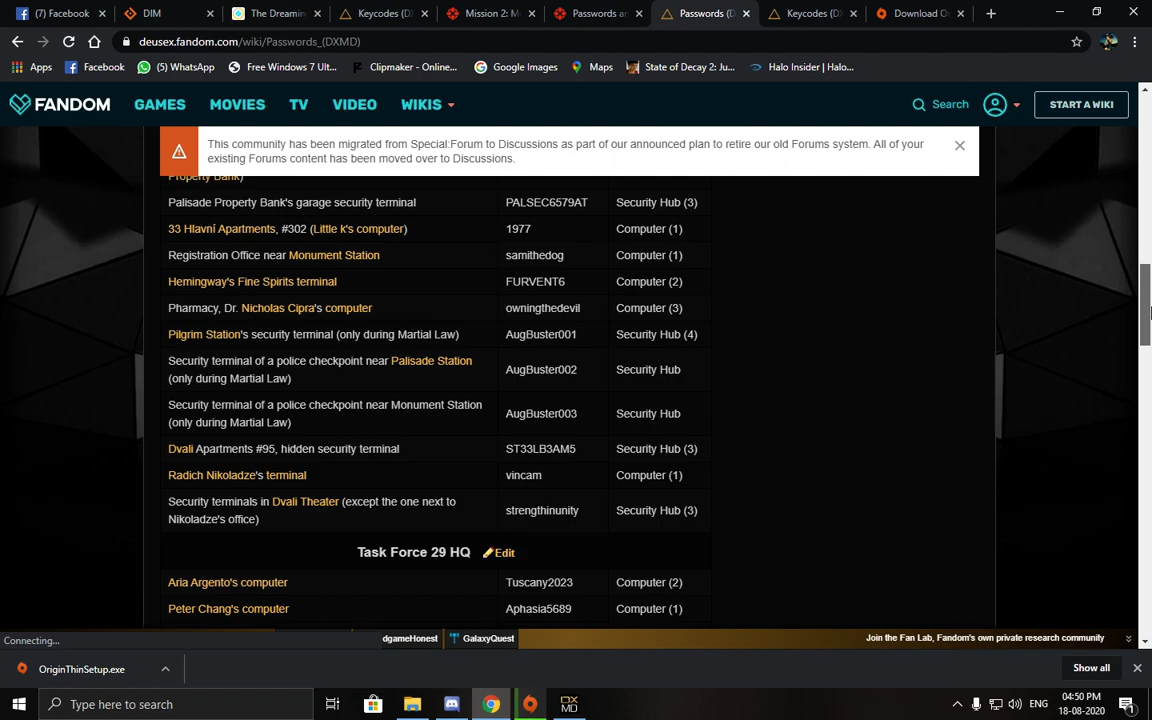 (7) Facebook
DIM
The Dreamin
Keycodes (D
Mission 2: M
Passwords a
Passwords (D
Keycodes (D
Download O
deusex.fandom.com/wiki/Passwords_(DXMD)
Apps
Facebook
(5) WhatsApp
Free Windows 7 Ult...
Clipmaker - Online...
Google Images
Maps
State of Decay 2: Ju...
Halo Insider | Halo...
FANDOM
GAMES
MOVIES
TV
VIDEO
WIKIS
Search
START A WIKI
This community has been migrated from Special:Forum to Discussions as part of our announced plan to retire our old Forums system. All of your
existing Forums content has been moved over to Discussions.
Property Bank)
Palisade Property Bank's garage security terminal PALSEC6579AT Security Hub (3)
33 Hlavní Apartments, #302 (Little k's computer) 1977 Computer (1)
Registration Office near Monument Station samithedog Computer (1)
Hemingway's Fine Spirits terminal FURVENT6 Computer (2)
Pharmacy, Dr. Nicholas Cipra's computer owningthedevil Computer (3)
Pilgrim Station's security terminal (only during Martial Law) AugBuster001 Security Hub (4)
Security terminal of a police checkpoint near Palisade Station
(only during Martial Law)
AugBuster002 Security Hub
Security terminal of a police checkpoint near Monument Station
(only during Martial Law)
AugBuster003 Security Hub
Dvali Apartments #95, hidden security terminal ST33LB3AM5 Security Hub (3)
Radich Nikoladze's terminal vincam Computer (1)
Security terminals in Dvali Theater (except the one next to
Nikoladze's office)
strengthinunity Security Hub (3)
Task Force 29 HQ Edit
Aria Argento's computer Tuscany2023 Computer (2)
Peter Chang's computer Aphasia5689 Computer (1)
Connecting...
dgameHonest
GalaxyQuest
Join the Fan Lab, Fandom's own private research community
OriginThinSetup.exe
Show all
Type here to search
DX
MD
ENG
04:50 PM
18-08-2020
1